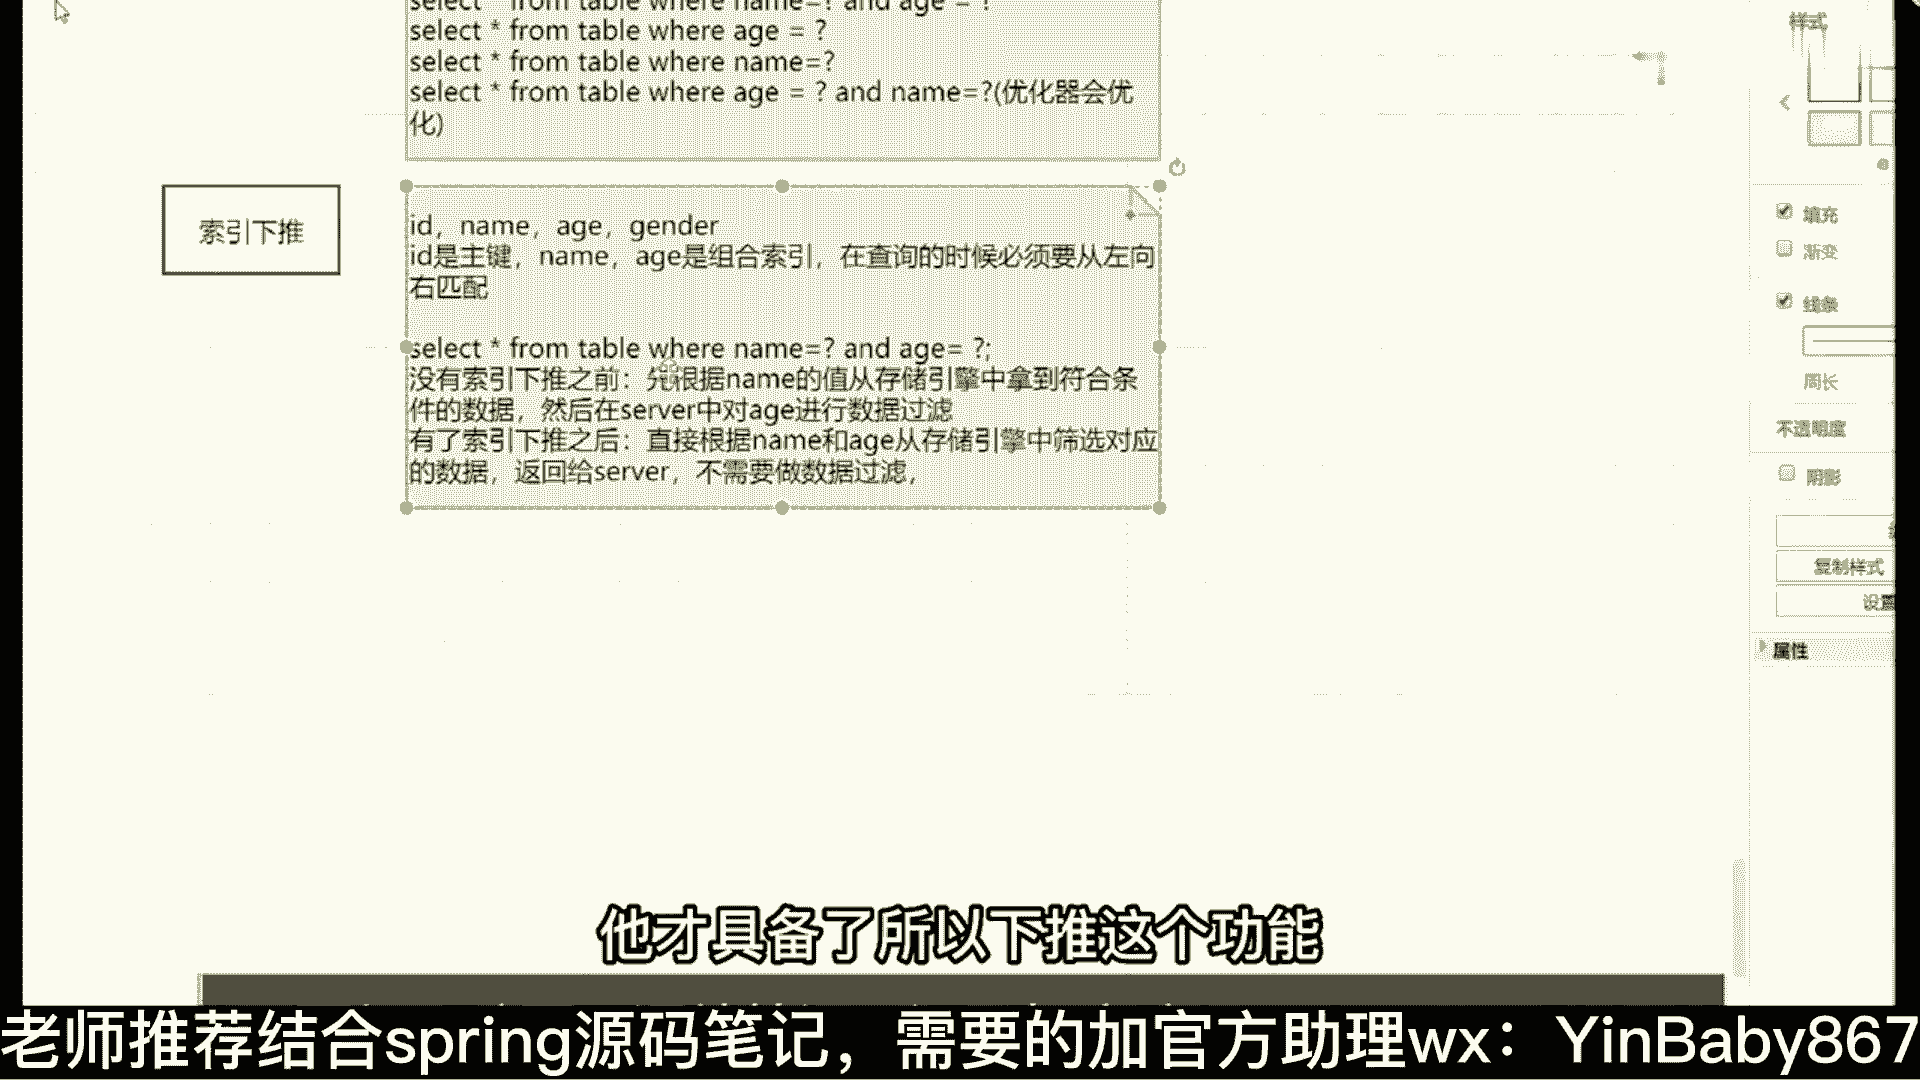 select * from table where name=? and age = ?
样式
select * from table where age = ?
select * from table where name=?
select * from table where age = ? and name=?(优化器会优
化)
索引下推
id，name，age，gender
id是主键，name，age是组合索引，在查询的时候必须要从左向
右匹配
select * from table where name=? and age= ?;
没有索引下推之前：先根据name的值从存储引擎中拿到符合条
件的数据，然后在server中对age进行数据过滤
有了索引下推之后：直接根据name和age从存储引擎中筛选对应
的数据，返回给server，不需要做数据过滤，
填充
渐变
线条
周长
不透明度
阴影
复制样式
设置
属性
他才具备了所以下推这个功能
老师推荐结合spring源码笔记，需要的加官方助理wx：YinBaby867